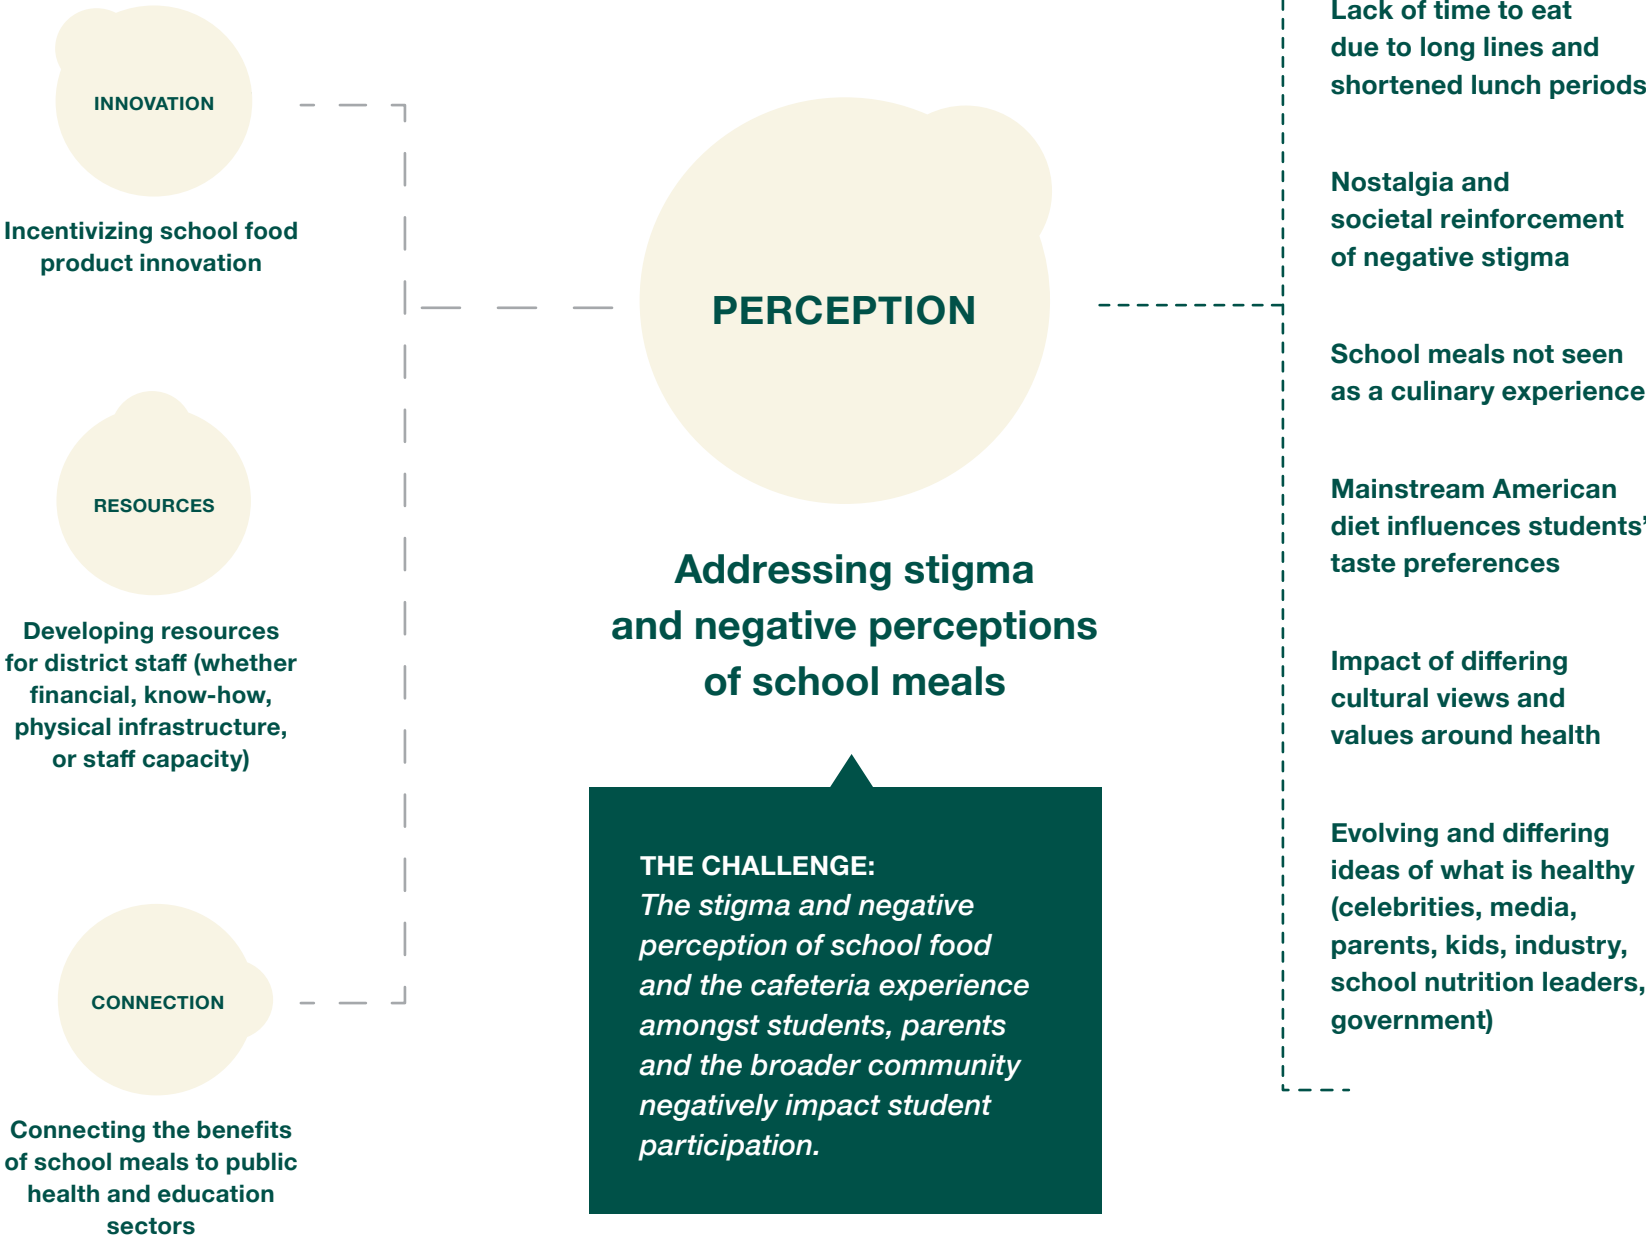 INNOVATION
Incentivizing school food
product innovation
RESOURCES
Developing resources
for district staff (whether
financial, know-how,
physical infrastructure,
or staff capacity)
CONNECTION
Connecting the benefits
of school meals to public
health and education
sectors
PERCEPTION
Addressing stigma
and negative perceptions
of school meals
THE CHALLENGE:
The stigma and negative
perception of school food
and the cafeteria experience
amongst students, parents
and the broader community
negatively impact student
participation.
Lack of time to eat
due to long lines and
shortened lunch periods
Nostalgia and
societal reinforcement
of negative stigma
School meals not seen
as a culinary experience
Mainstream American
diet influences students’
taste preferences
Impact of differing
cultural views and
values around health
Evolving and differing
ideas of what is healthy
(celebrities, media,
parents, kids, industry,
school nutrition leaders,
government)